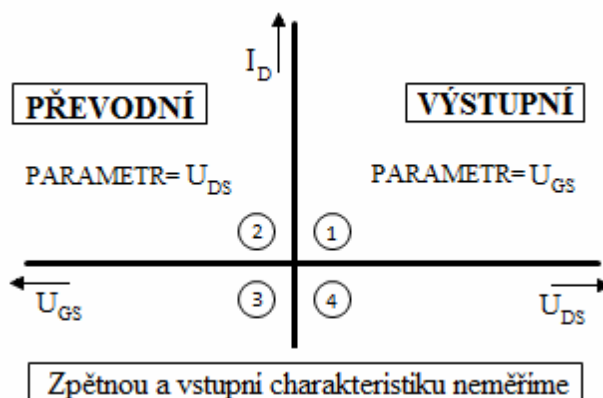 I_D
PŘEVODNÍ
VÝSTUPNÍ
PARAMETR= U_DS
PARAMETR= U_GS
2
1
3
4
U_GS
U_DS
Zpětnou a vstupní charakteristiku neměříme